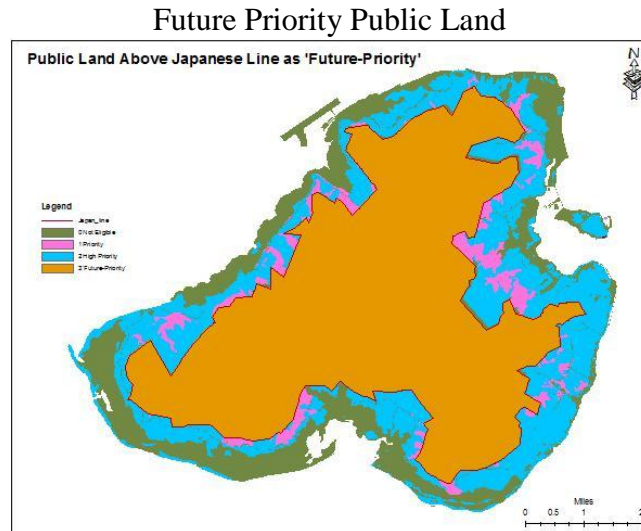 Future Priority Public Land
Public Land Above Japanese Line as 'Future-Priority'
N
Legend
Japan_line
0 Not Eligible
1 Priority
2 High Priority
3 'Future-Priority'
Miles
0 0.5 1 2